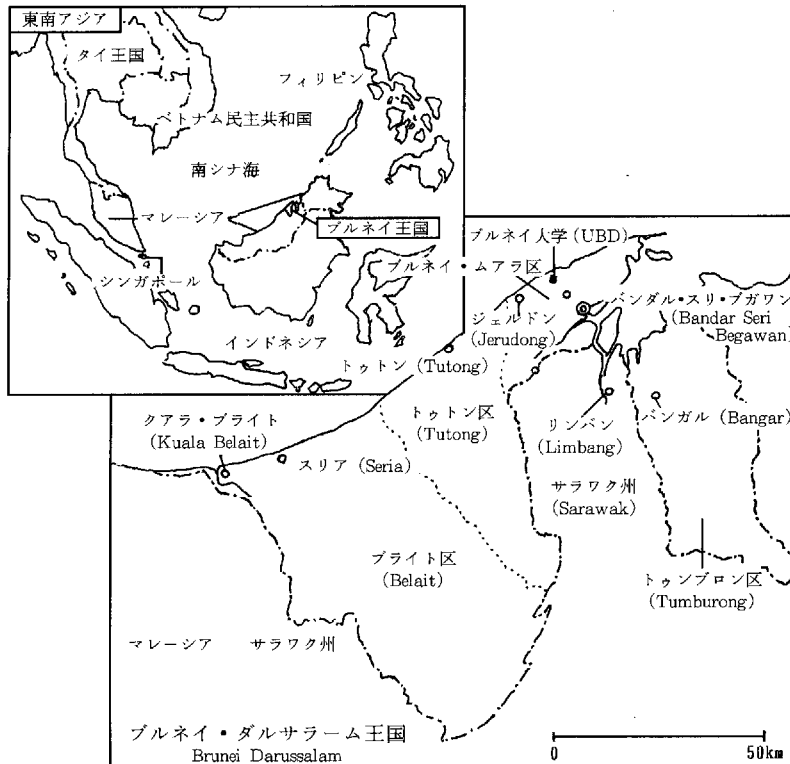 東南アジア
タイ王国
フィリピン
ベトナム民主共和国
南シナ海
マレーシア
ブルネイ王国
シンガポール
インドネシア
ブルネイ大学 (UBD)
ブルネイ・ムアラ区
バンダル・スリ・ブガワン
(Bandar Seri
Begawan)
ジェルドン
(Jerudong)
トゥトン (Tutong)
クアラ・ブライト
(Kuala Belait)
トゥトン区
(Tutong)
リンバン
(Limbang)
バンガル (Bangar)
スリア (Seria)
サラワク州
(Sarawak)
ブライト区
(Belait)
トゥンブロン区
(Tumburong)
マレーシア サラワク州
ブルネイ・ダルサラーム王国
Brunei Darussalam
0 50km